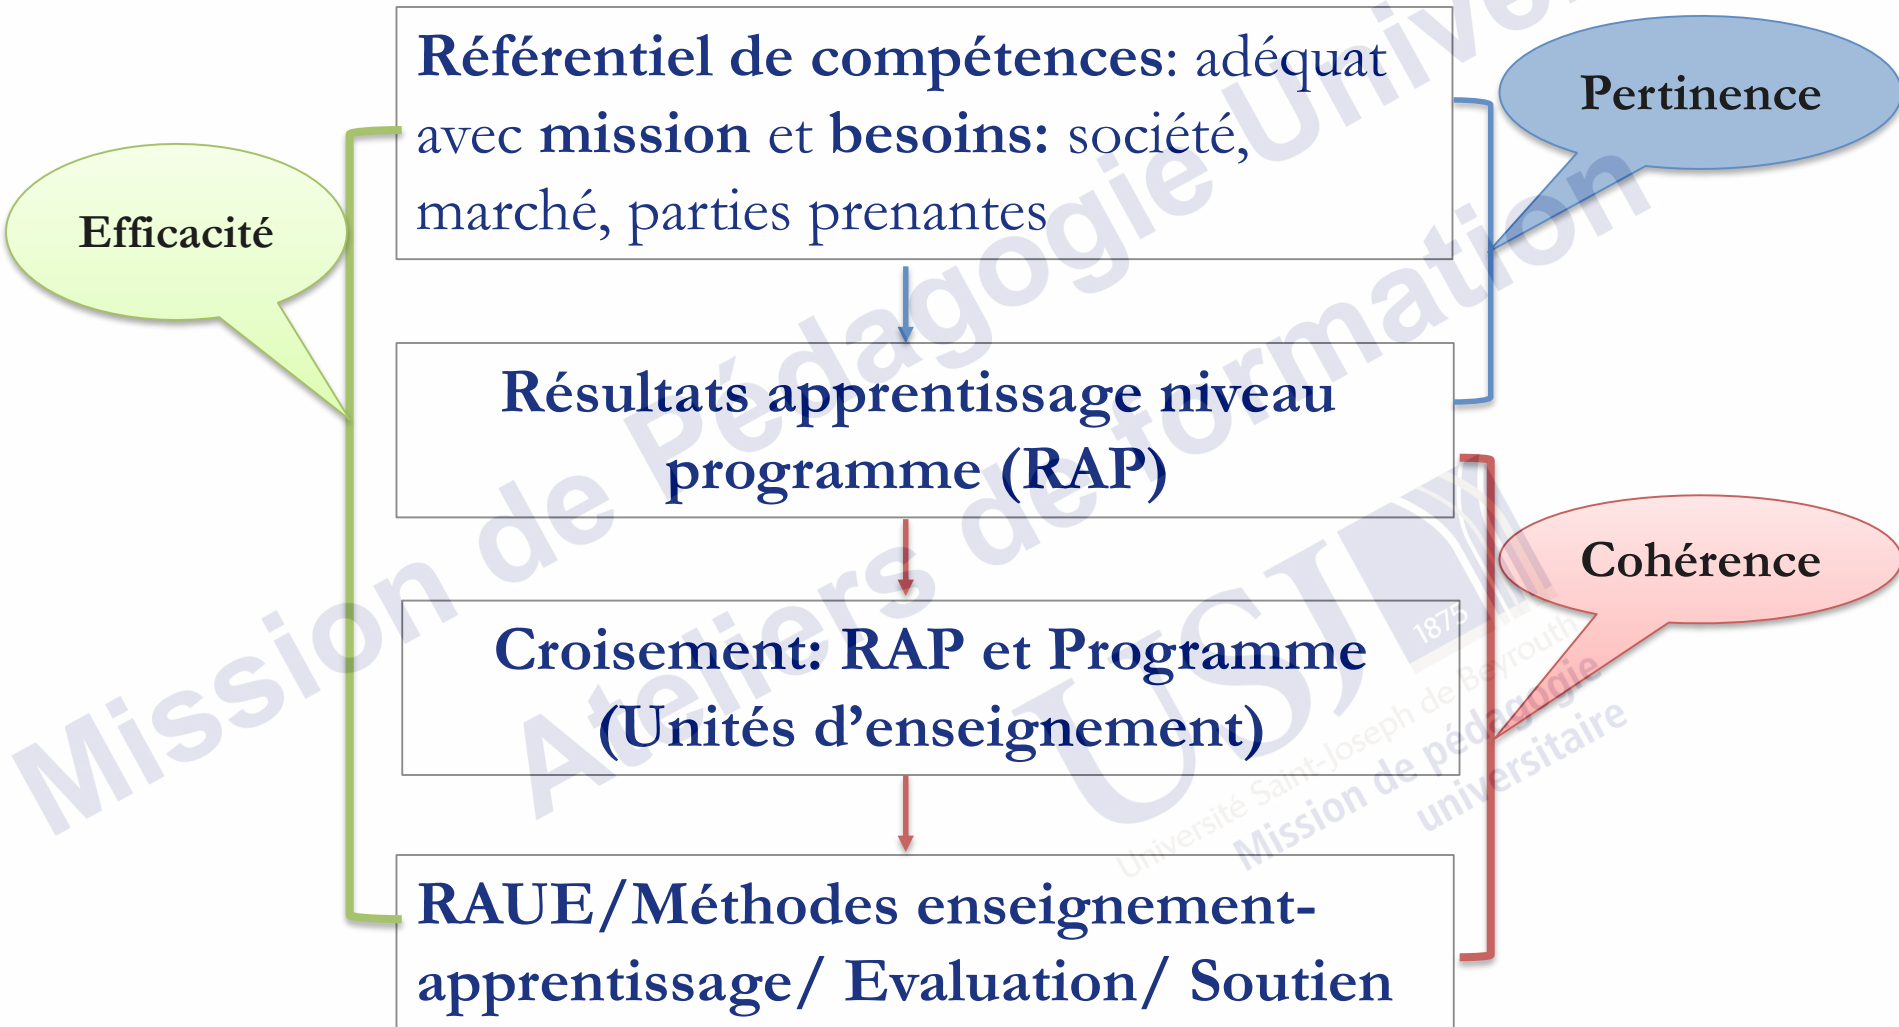 Référentiel de compétences: adéquat
avec mission et besoins: société,
marché, parties prenantes
Pertinence
Efficacité
Résultats apprentissage niveau
programme (RAP)
Cohérence
Croisement: RAP et Programme
(Unités d’enseignement)
RAUE/Méthodes enseignement-
apprentissage/ Evaluation/ Soutien
Mission de Pédagogie
Ateliers de formation
USJ
1875
Université Saint-Joseph de Beyrouth
Mission de pédagogie
universitaire